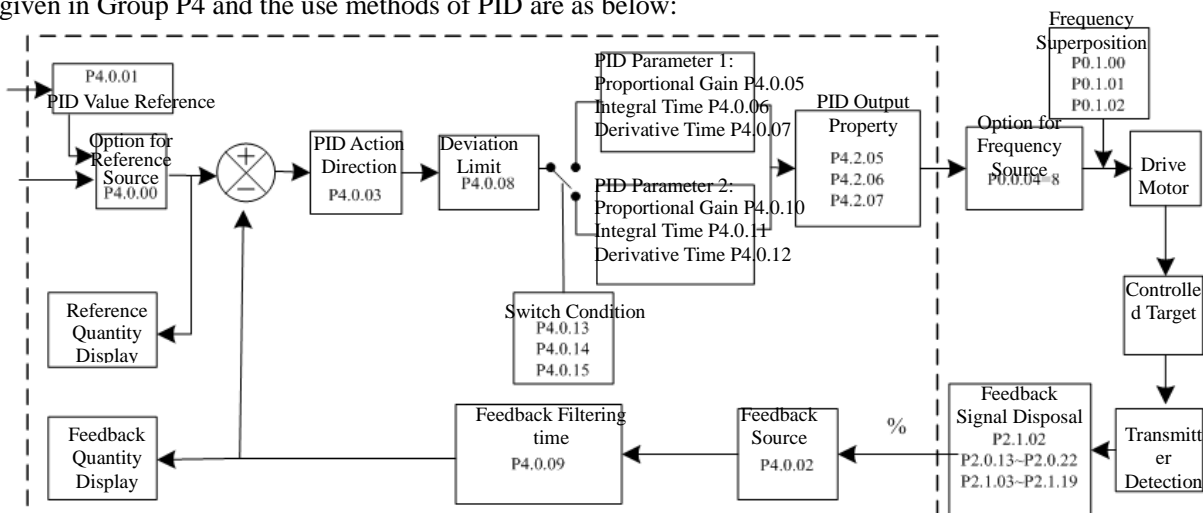 given in Group P4 and the use methods of PID are as below:
Frequency
Superposition
P0.1.00
P0.1.01
P0.1.02
P4.0.01
PID Value Reference
Option for
Reference
Source
P4.0.00
PID Action
Direction
P4.0.03
Deviation
Limit
P4.0.08
PID Parameter 1:
Proportional Gain P4.0.05
Integral Time P4.0.06
Derivative Time P4.0.07
PID Parameter 2:
Proportional Gain P4.0.10
Integral Time P4.0.11
Derivative Time P4.0.12
PID Output
Property
P4.2.05
P4.2.06
P4.2.07
Option for
Frequency
Source
P0.0.04=8
Drive
Motor
Controlle
d Target
Switch Condition
P4.0.13
P4.0.14
P4.0.15
Reference
Quantity
Display
Feedback
Quantity
Display
Feedback Filtering
time
P4.0.09
Feedback
Source
P4.0.02
%
Feedback
Signal Disposal
P2.1.02
P2.0.13~P2.0.22
P2.1.03~P2.1.19
Transmitt
er
Detection